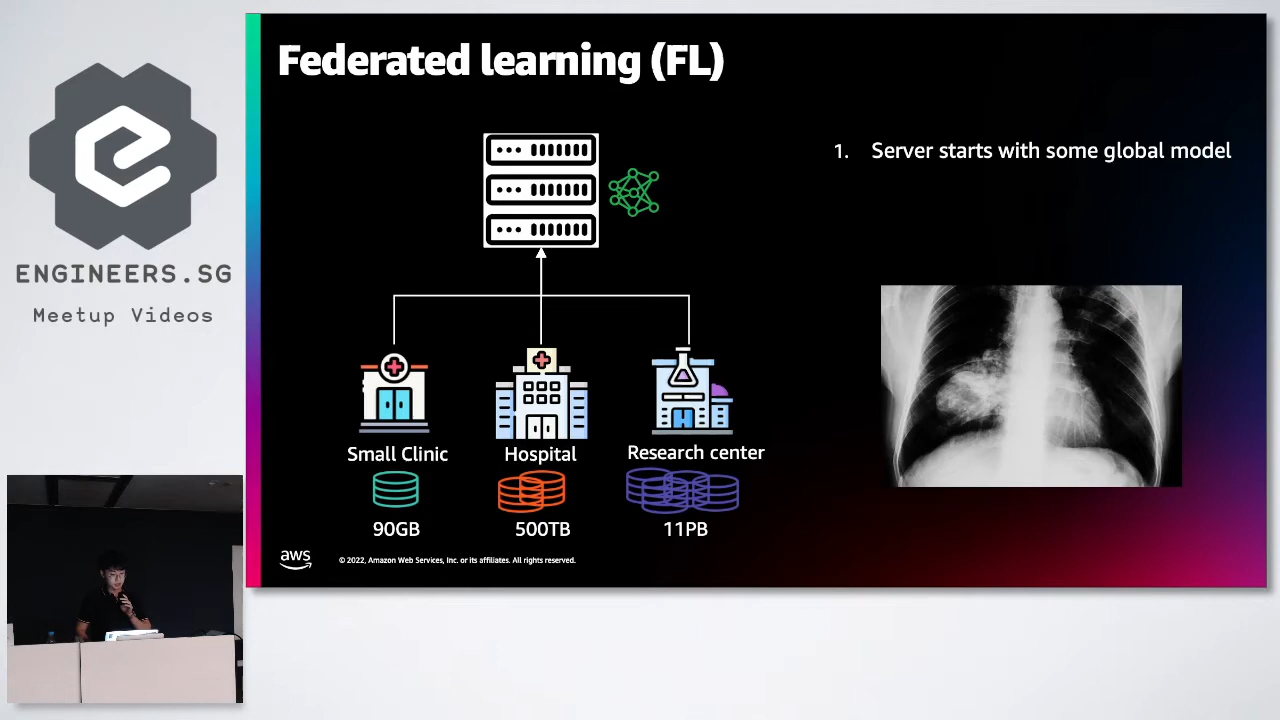 Federated learning (FL)
1. Server starts with some global model
ENGINEERS.SG
Meetup Videos
Small Clinic
Hospital
Research center
90GB
500TB
11PB
aws
© 2022, Amazon Web Services, Inc. or its affiliates. All rights reserved.